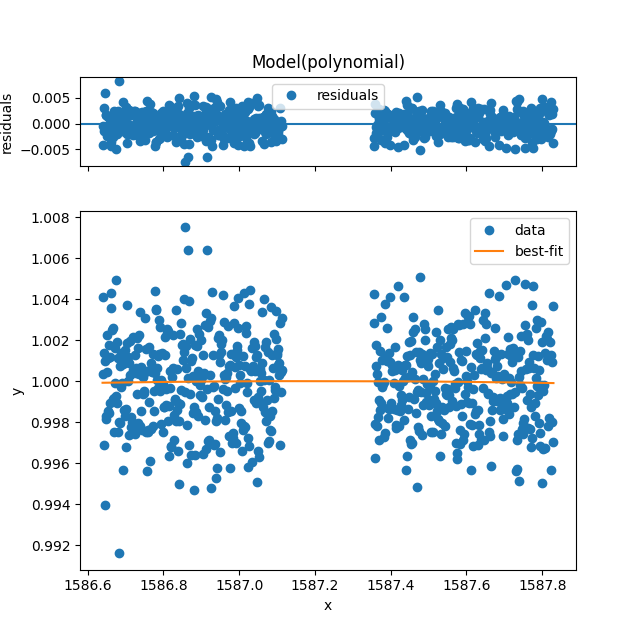 Model(polynomial)
0.005
0.000
−0.005
residuals
residuals
1.008
1.006
1.004
1.002
1.000
0.998
0.996
0.994
0.992
y
data
best-fit
1586.6 1586.8 1587.0 1587.2 1587.4 1587.6 1587.8
x